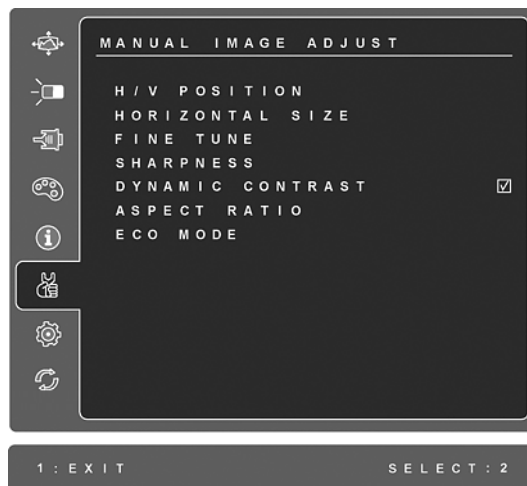 MANUAL IMAGE ADJUST
H/V POSITION
HORIZONTAL SIZE
FINE TUNE
SHARPNESS
DYNAMIC CONTRAST
ASPECT RATIO
ECO MODE
1:EXIT SELECT:2